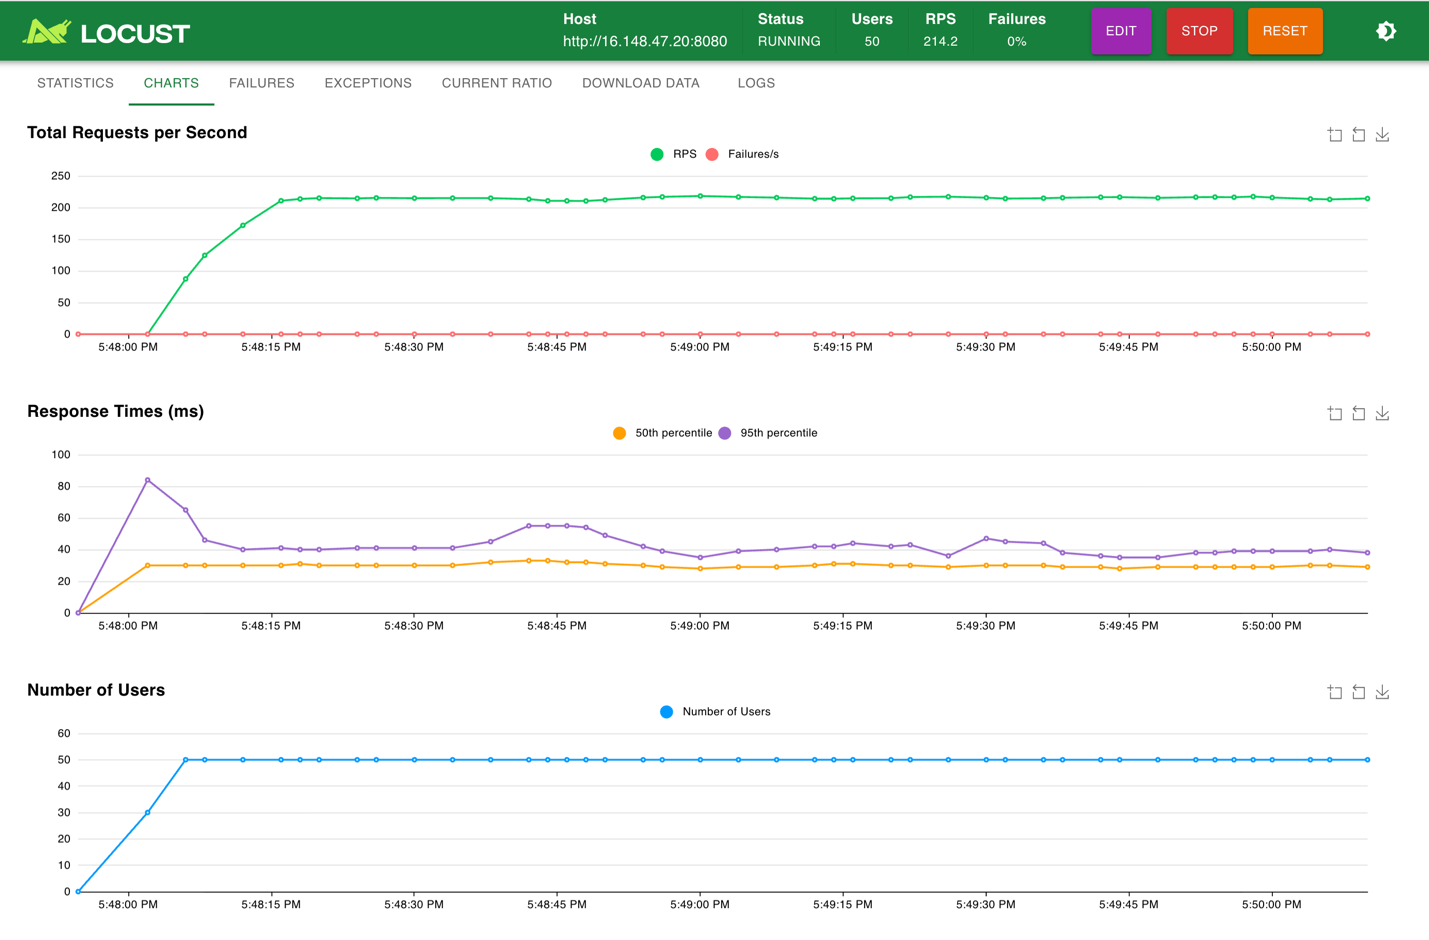 LOCUST
Host
http://16.148.47.20:8080
Status
RUNNING
Users
50
RPS
214.2
Failures
0%
EDIT
STOP
RESET
STATISTICS
CHARTS
FAILURES
EXCEPTIONS
CURRENT RATIO
DOWNLOAD DATA
LOGS
Total Requests per Second
RPS Failures/s
250
200
150
100
50
0
5:48:00 PM 5:48:15 PM 5:48:30 PM 5:48:45 PM 5:49:00 PM 5:49:15 PM 5:49:30 PM 5:49:45 PM 5:50:00 PM
Response Times (ms)
50th percentile 95th percentile
100
80
60
40
20
0
5:48:00 PM 5:48:15 PM 5:48:30 PM 5:48:45 PM 5:49:00 PM 5:49:15 PM 5:49:30 PM 5:49:45 PM 5:50:00 PM
Number of Users
Number of Users
60
50
40
30
20
10
0
5:48:00 PM 5:48:15 PM 5:48:30 PM 5:48:45 PM 5:49:00 PM 5:49:15 PM 5:49:30 PM 5:49:45 PM 5:50:00 PM